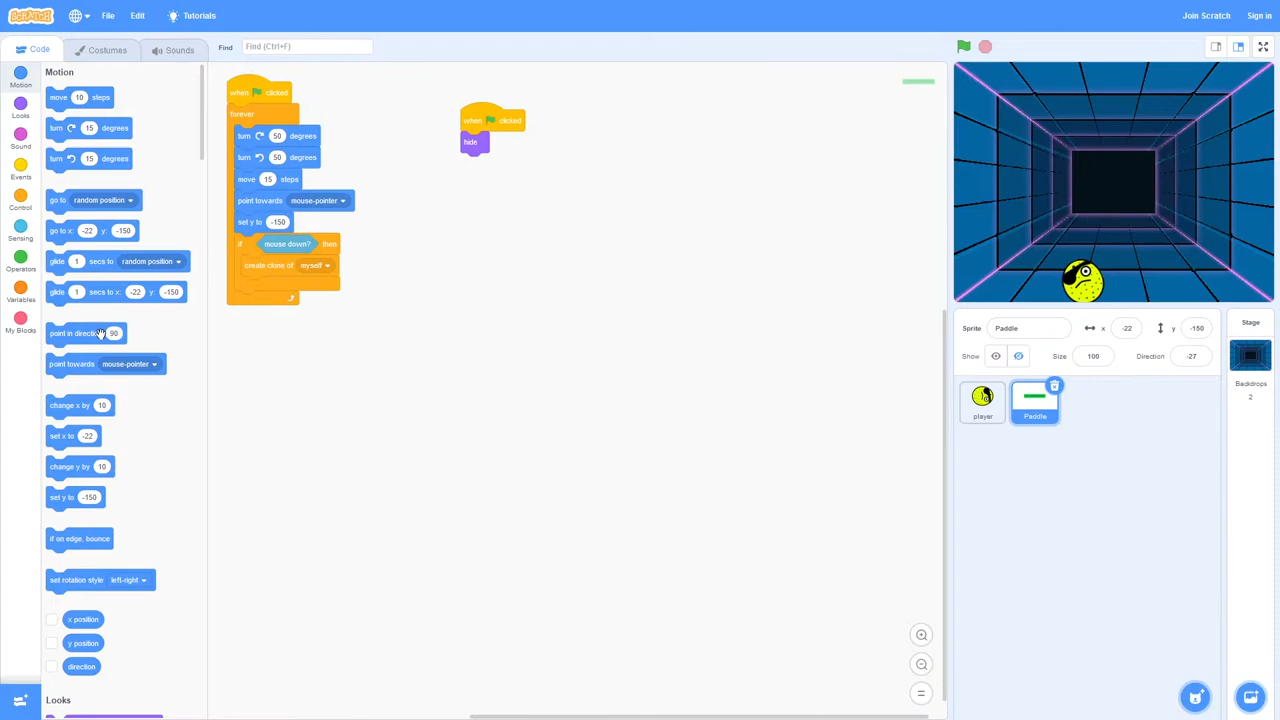 SCRATCH File Edit Tutorials Join Scratch Sign in
Code Costumes Sounds Find Find (Ctrl+F)
Motion
Looks
Sound
Events
Control
Sensing
Operators
Variables
My Blocks
Motion
move 10 steps
turn 15 degrees
turn 15 degrees
go to random position
go to x: -22 y: -150
glide 1 secs to random position
glide 1 secs to x: -22 y: -150
point in direction 90
point towards mouse-pointer
change x by 10
set x to -22
change y by 10
set y to -150
if on edge, bounce
set rotation style left-right
x position
y position
direction
Looks
when clicked
forever
turn 50 degrees
turn 50 degrees
move 15 steps
point towards mouse-pointer
set y to -150
if mouse down? then
create clone of myself
when clicked
hide
Sprite Paddle x -22 y -150
Show Size 100 Direction -27
player
Paddle
Stage
Backdrops
2